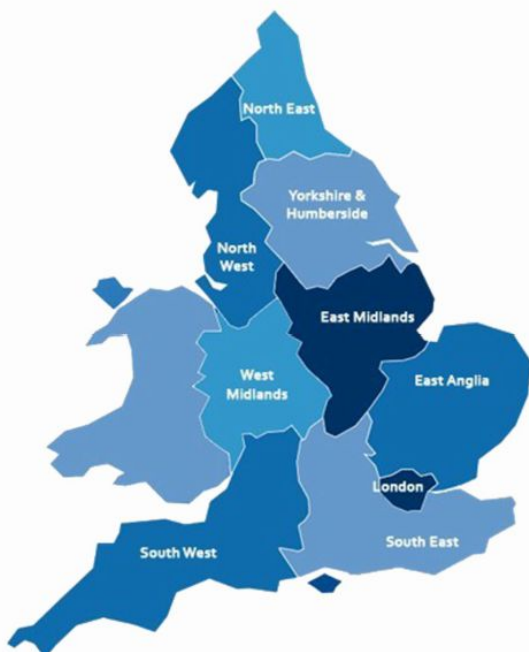 North East
Yorkshire &
Humberside
North
West
East Midlands
West
Midlands
East Anglia
London
South East
South West